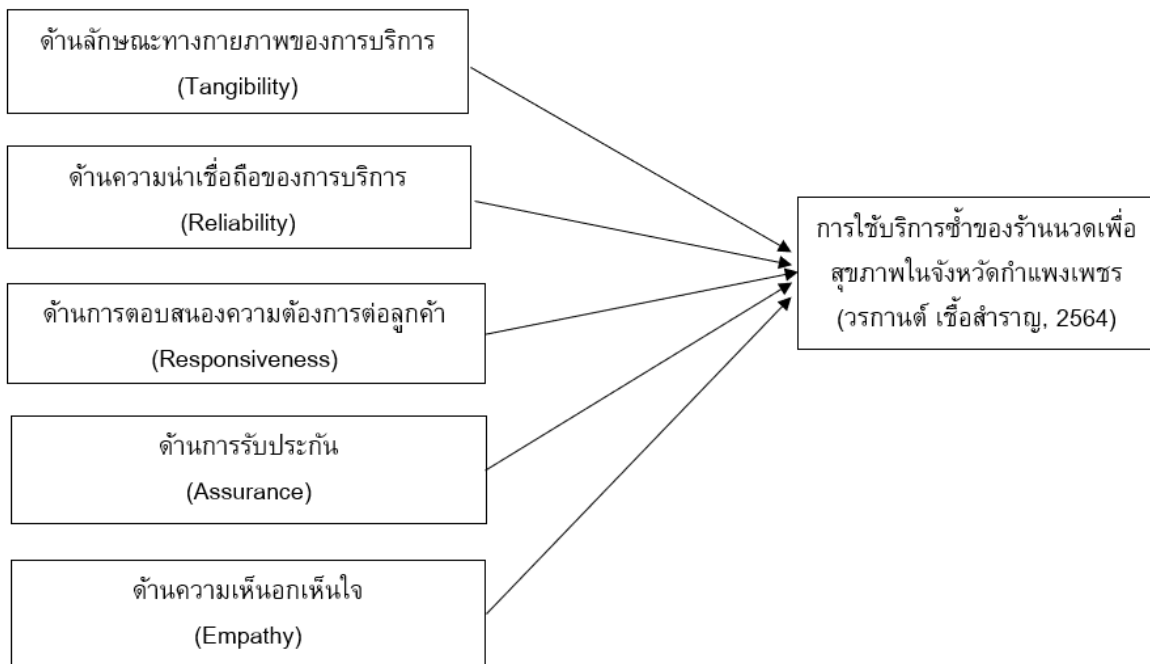 ด้านลักษณะทางกายภาพของการบริการ
(Tangibility)
ด้านความน่าเชื่อถือของการบริการ
(Reliability)
ด้านการตอบสนองความต้องการต่อลูกค้า
(Responsiveness)
ด้านการรับประกัน
(Assurance)
ด้านความเห็นอกเห็นใจ
(Empathy)
การใช้บริการซ้ำของร้านนวดเพื่อ
สุขภาพในจังหวัดกำแพงเพชร
(วรกานต์ เชื้อสำราญ, 2564)